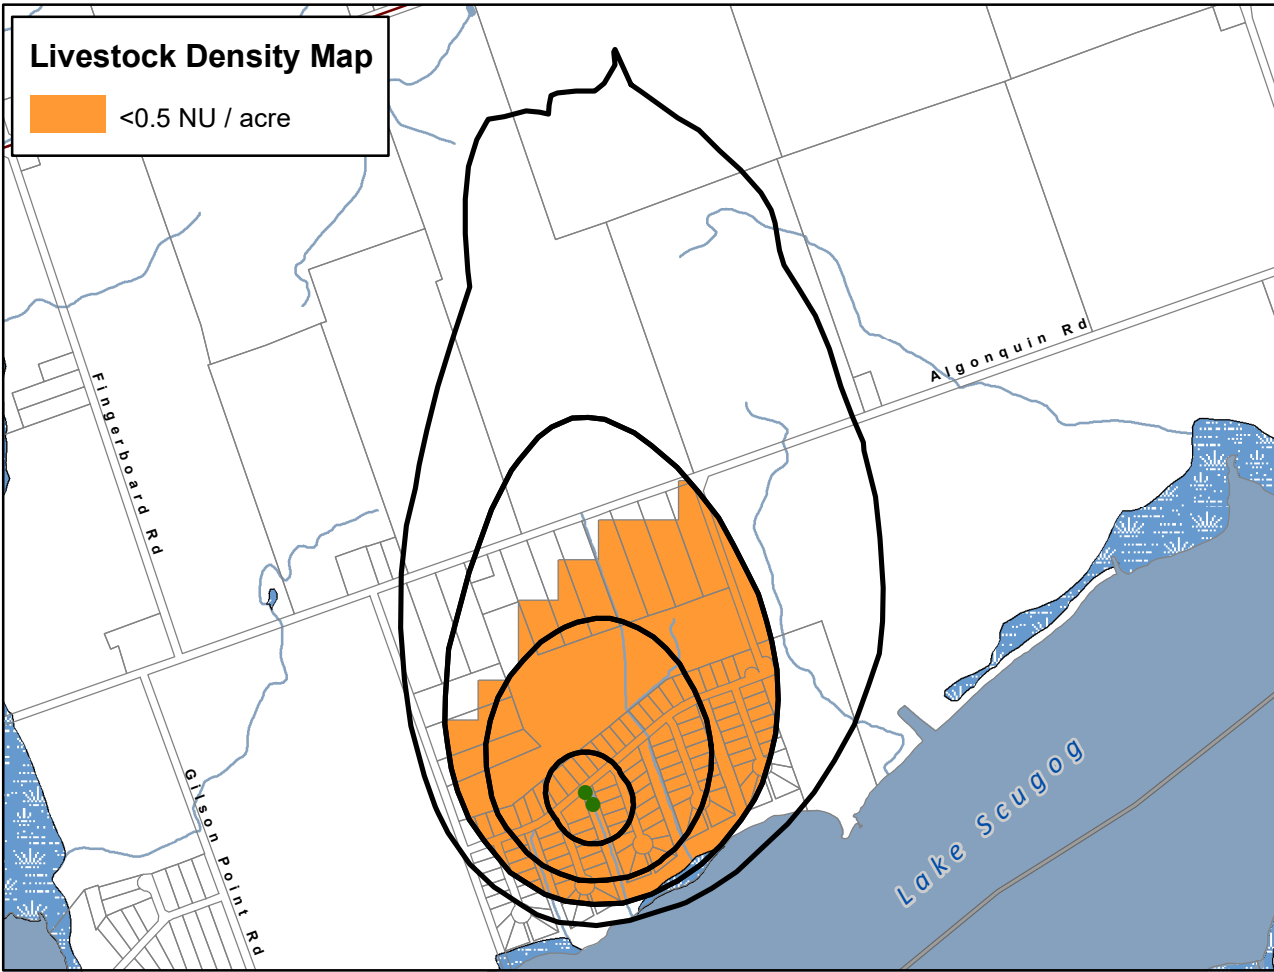 Livestock Density Map
<0.5 NU / acre
Algonquin Rd
Fingerboard Rd
Gilson Point Rd
Lake Scugog